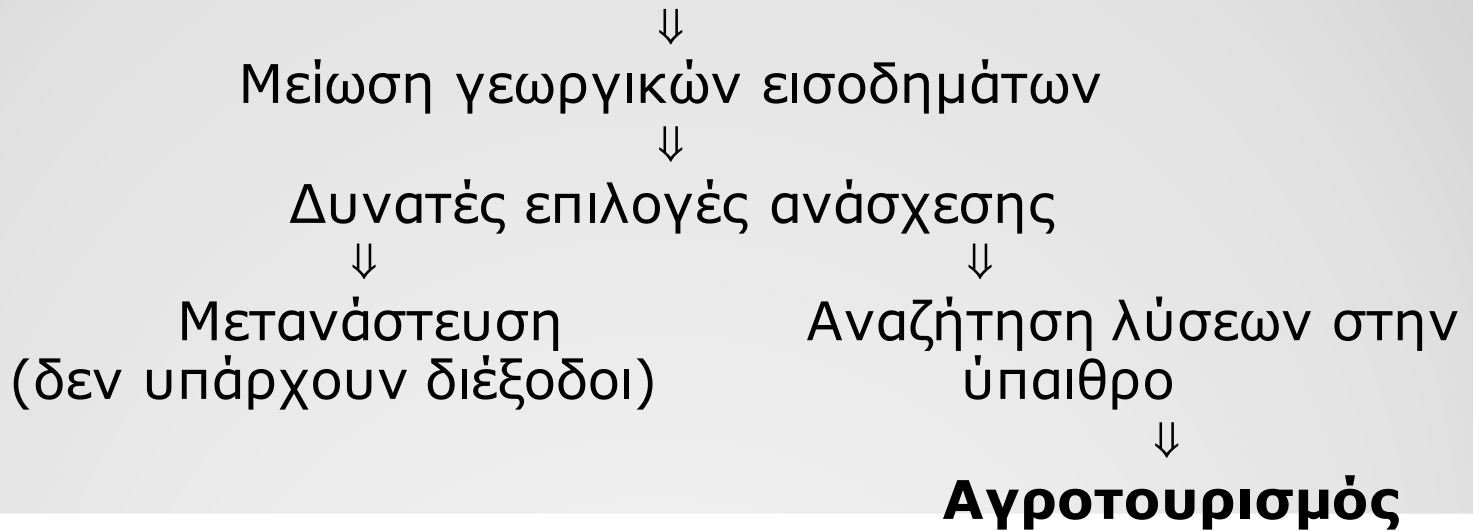 ⇓
Μείωση γεωργικών εισοδημάτων
⇓
Δυνατές επιλογές ανάσχεσης
⇓ ⇓
Μετανάστευση Αναζήτηση λύσεων στην
(δεν υπάρχουν διέξοδοι) ύπαιθρο
⇓
Αγροτουρισμός